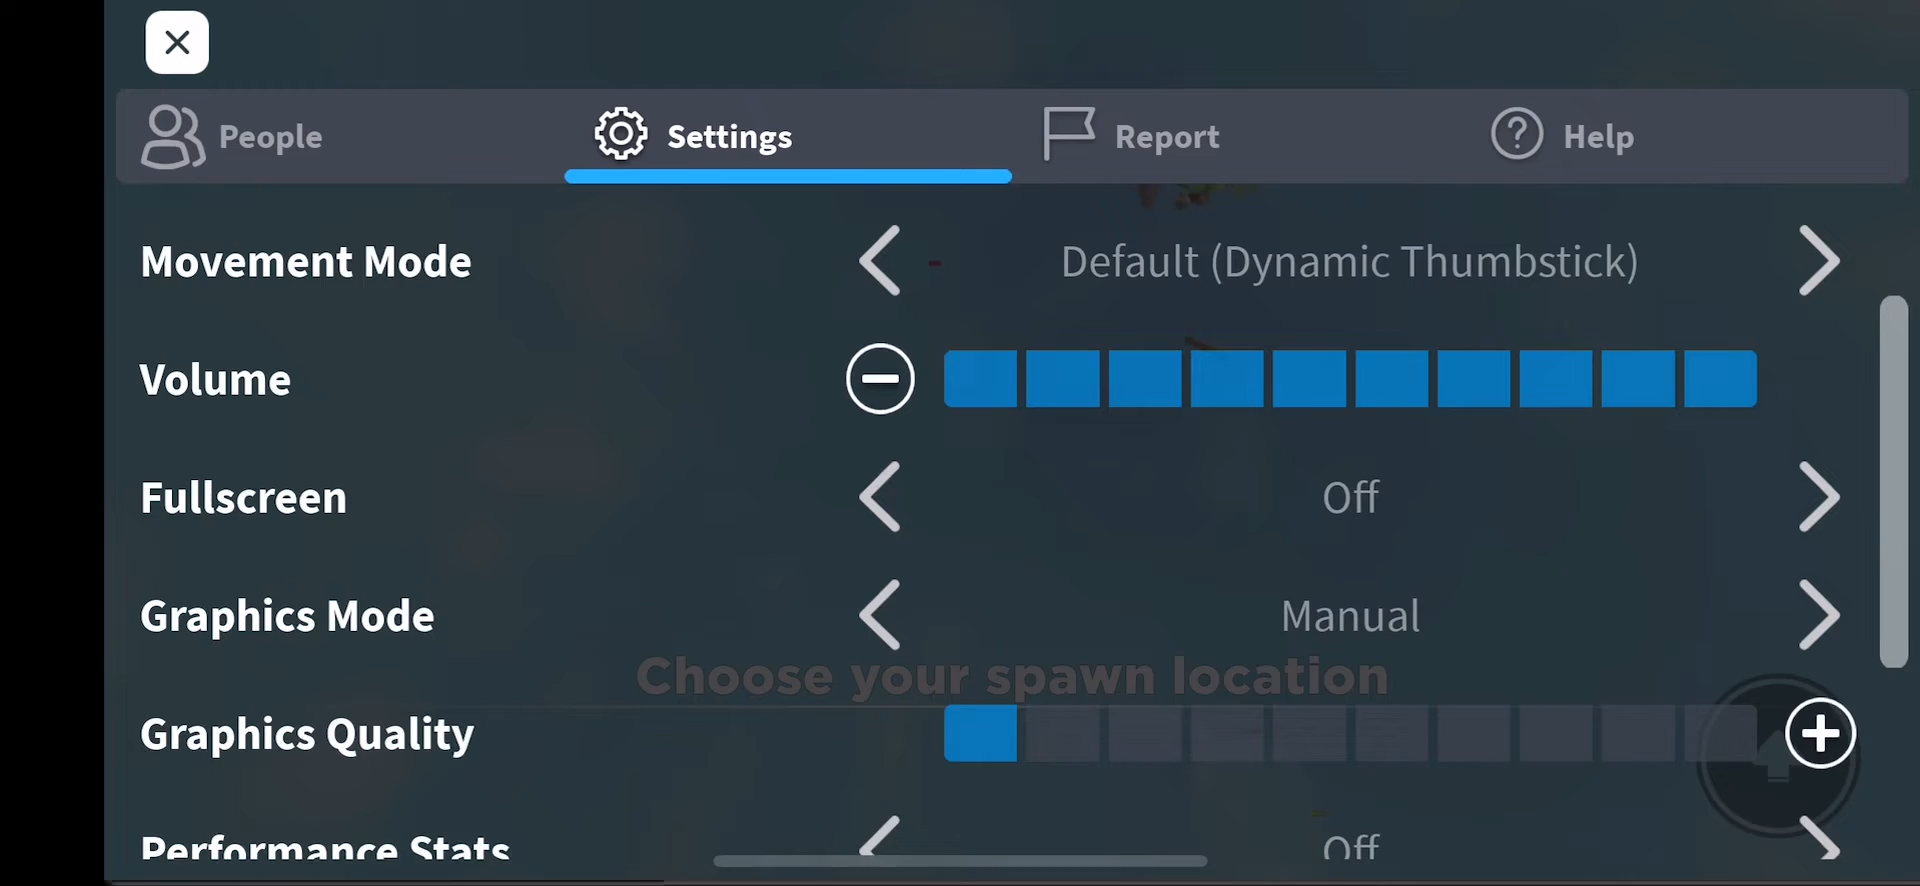 People
Settings
Report
Help
Movement Mode
Default (Dynamic Thumbstick)
Volume
Fullscreen
Off
Graphics Mode
Manual
Choose your spawn location
Graphics Quality
Performance Stats
Off